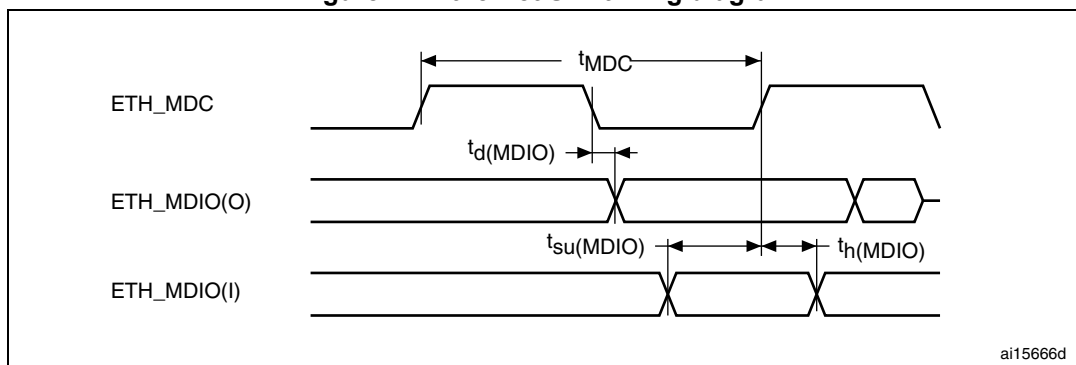 tMDC
ETH_MDC
td(MDIO)
ETH_MDIO(O)
tsu(MDIO)
th(MDIO)
ETH_MDIO(I)
ai15666d